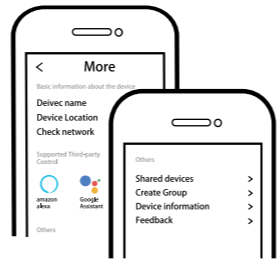 < More
Basic information about the device
Deivec name
Device Location
Check network
Supported Third-party
Control
amazon
alexa
Google
Assistant
Others
Others
Shared devices >
Create Group >
Device information >
Feedback >